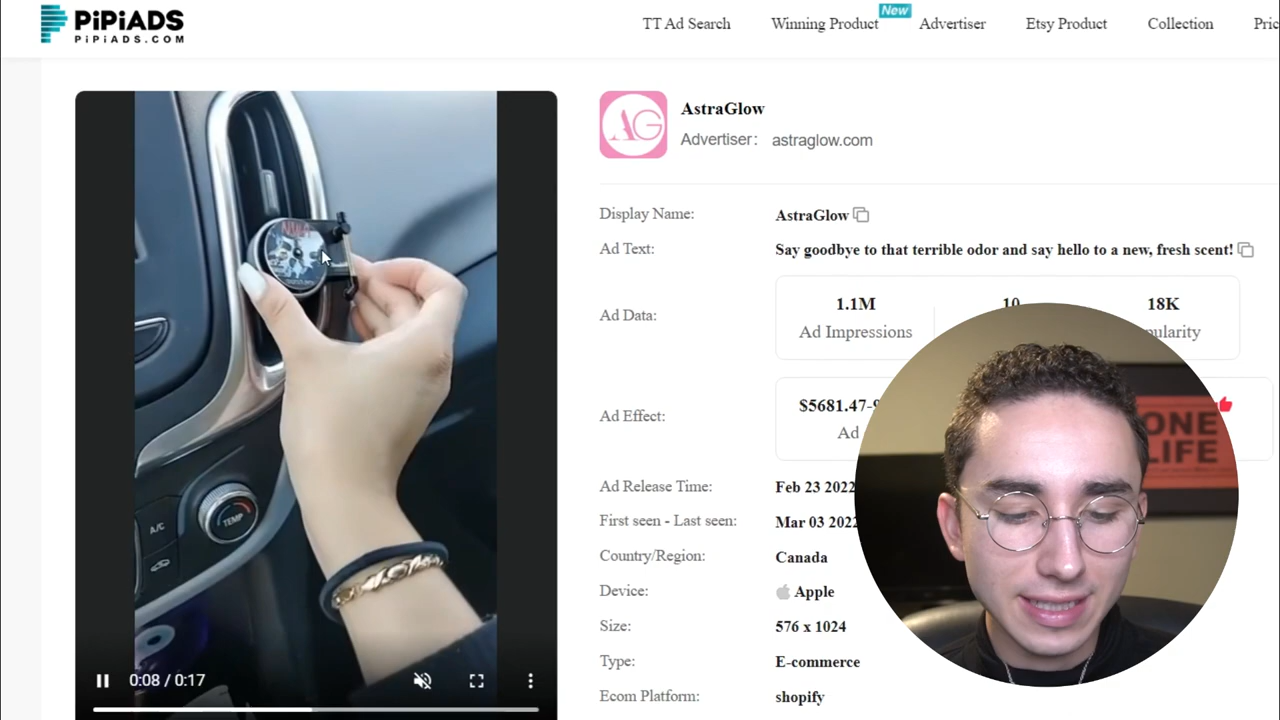 PiPiADS
PiPiADS.COM
TT Ad Search
Winning Product
New
Advertiser
Etsy Product
Collection
AG
AstraGlow
Advertiser: astraglow.com
Display Name: AstraGlow
Ad Text: Say goodbye to that terrible odor and say hello to a new, fresh scent!
Ad Data:
1.1M
10
18K
Ad Impressions
Ad Effect:
$5681.47-
Ad
ONE
LIFE
Ad Release Time: Feb 23 2022
First seen - Last seen: Mar 03 2022
Country/Region: Canada
Device: Apple
Size: 576 x 1024
Type: E-commerce
Ecom Platform: shopify
A/C
TEMP
0:08 / 0:17